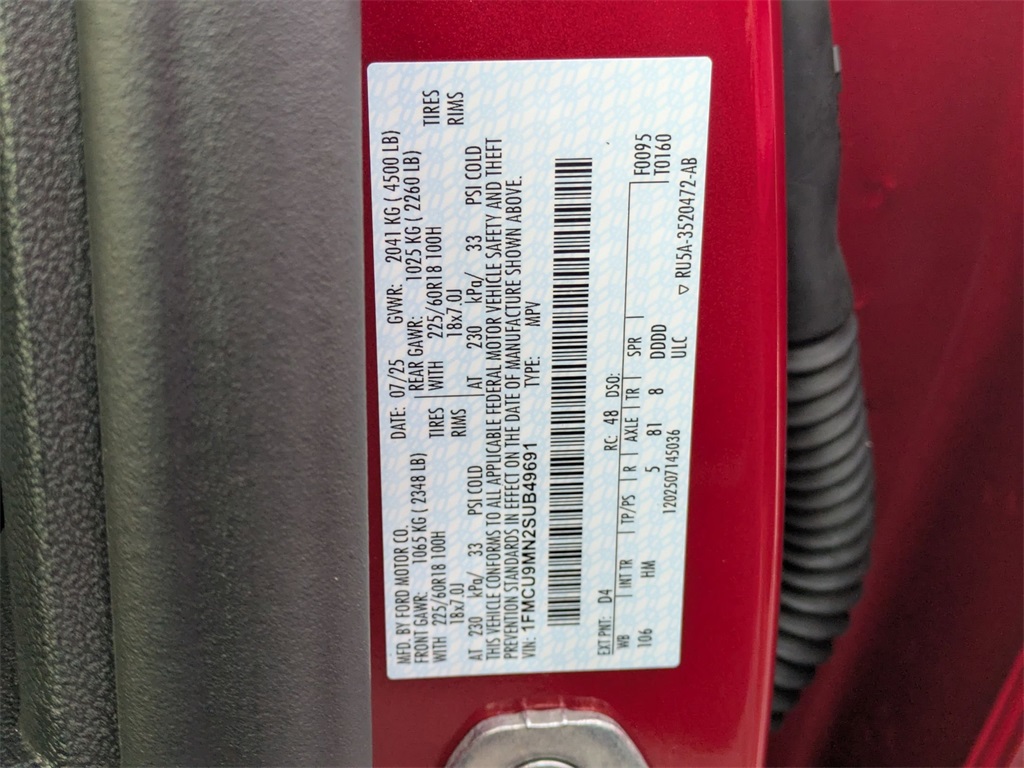 MFD. BY FORD MOTOR CO. DATE: 07/25 GVWR: 2041 KG ( 4500 LB)
FRONT GAWR: 1065 KG ( 2348 LB) REAR GAWR: 1025 KG ( 2260 LB)
WITH 225/60R18 100H TIRES WITH 225/60R18 100H TIRES
18x7.0J RIMS 18x7.0J RIMS
AT 230 kPa/ 33 PSI COLD AT 230 kPa/ 33 PSI COLD
THIS VEHICLE CONFORMS TO ALL APPLICABLE FEDERAL MOTOR VEHICLE SAFETY AND THEFT
PREVENTION STANDARDS IN EFFECT ON THE DATE OF MANUFACTURE SHOWN ABOVE.
VIN: 1FMCU9MN2SUB49691 TYPE: MPV
EXT PNT: D4 RC: 48 DSO: F0095
WB | INT TR | TP/PS | R | AXLE | TR | SPR | T0160
106 HM 5 81 8 DDDD
120250714503​6 ULC
▽ RU5A-3520472-AB